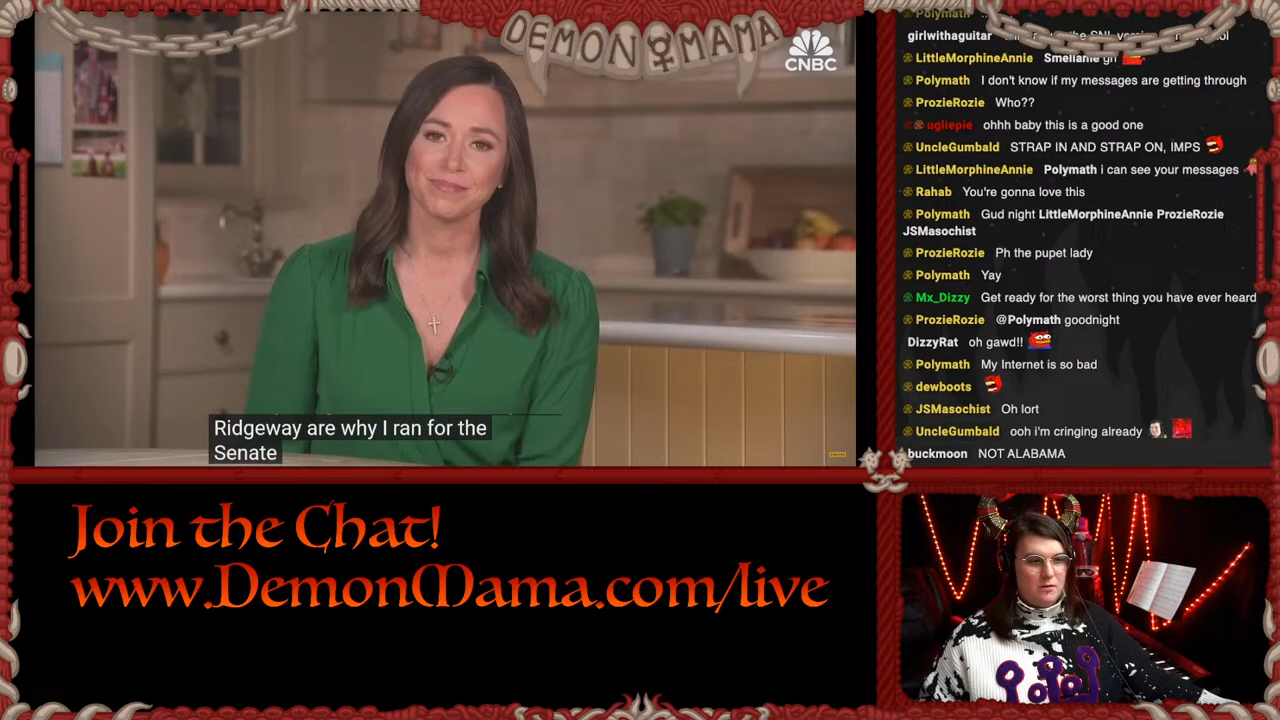 DEMON MAMA
CNBC
Ridgeway are why I ran for the
Senate
Join the Chat!
www.DemonMama.com/live
Polymath
girlwithaguitar
LittleMorphineAnnie Smellanie grl
Polymath I don't know if my messages are getting through
ProzieRozie Who??
ugliepie ohhh baby this is a good one
UncleGumbald STRAP IN AND STRAP ON, IMPS
LittleMorphineAnnie Polymath i can see your messages
Rahab You're gonna love this
Polymath Gud night LittleMorphineAnnie ProzieRozie
JSMasochist
ProzieRozie Ph the pupet lady
Polymath Yay
Mx_Dizzy Get ready for the worst thing you have ever heard
ProzieRozie @Polymath goodnight
DizzyRat oh gawd!!
Polymath My Internet is so bad
dewboots
JSMasochist Oh lort
UncleGumbald ooh i'm cringing already
buckmoon NOT ALABAMA